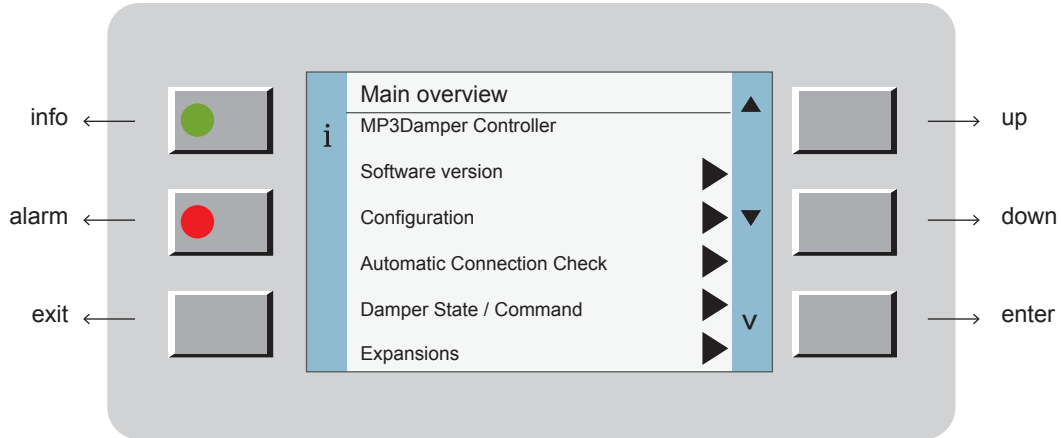 Main overview
info
i
MP3Damper Controller
up
Software version
alarm
Configuration
down
Automatic Connection Check
exit
Damper State / Command
v
enter
Expansions